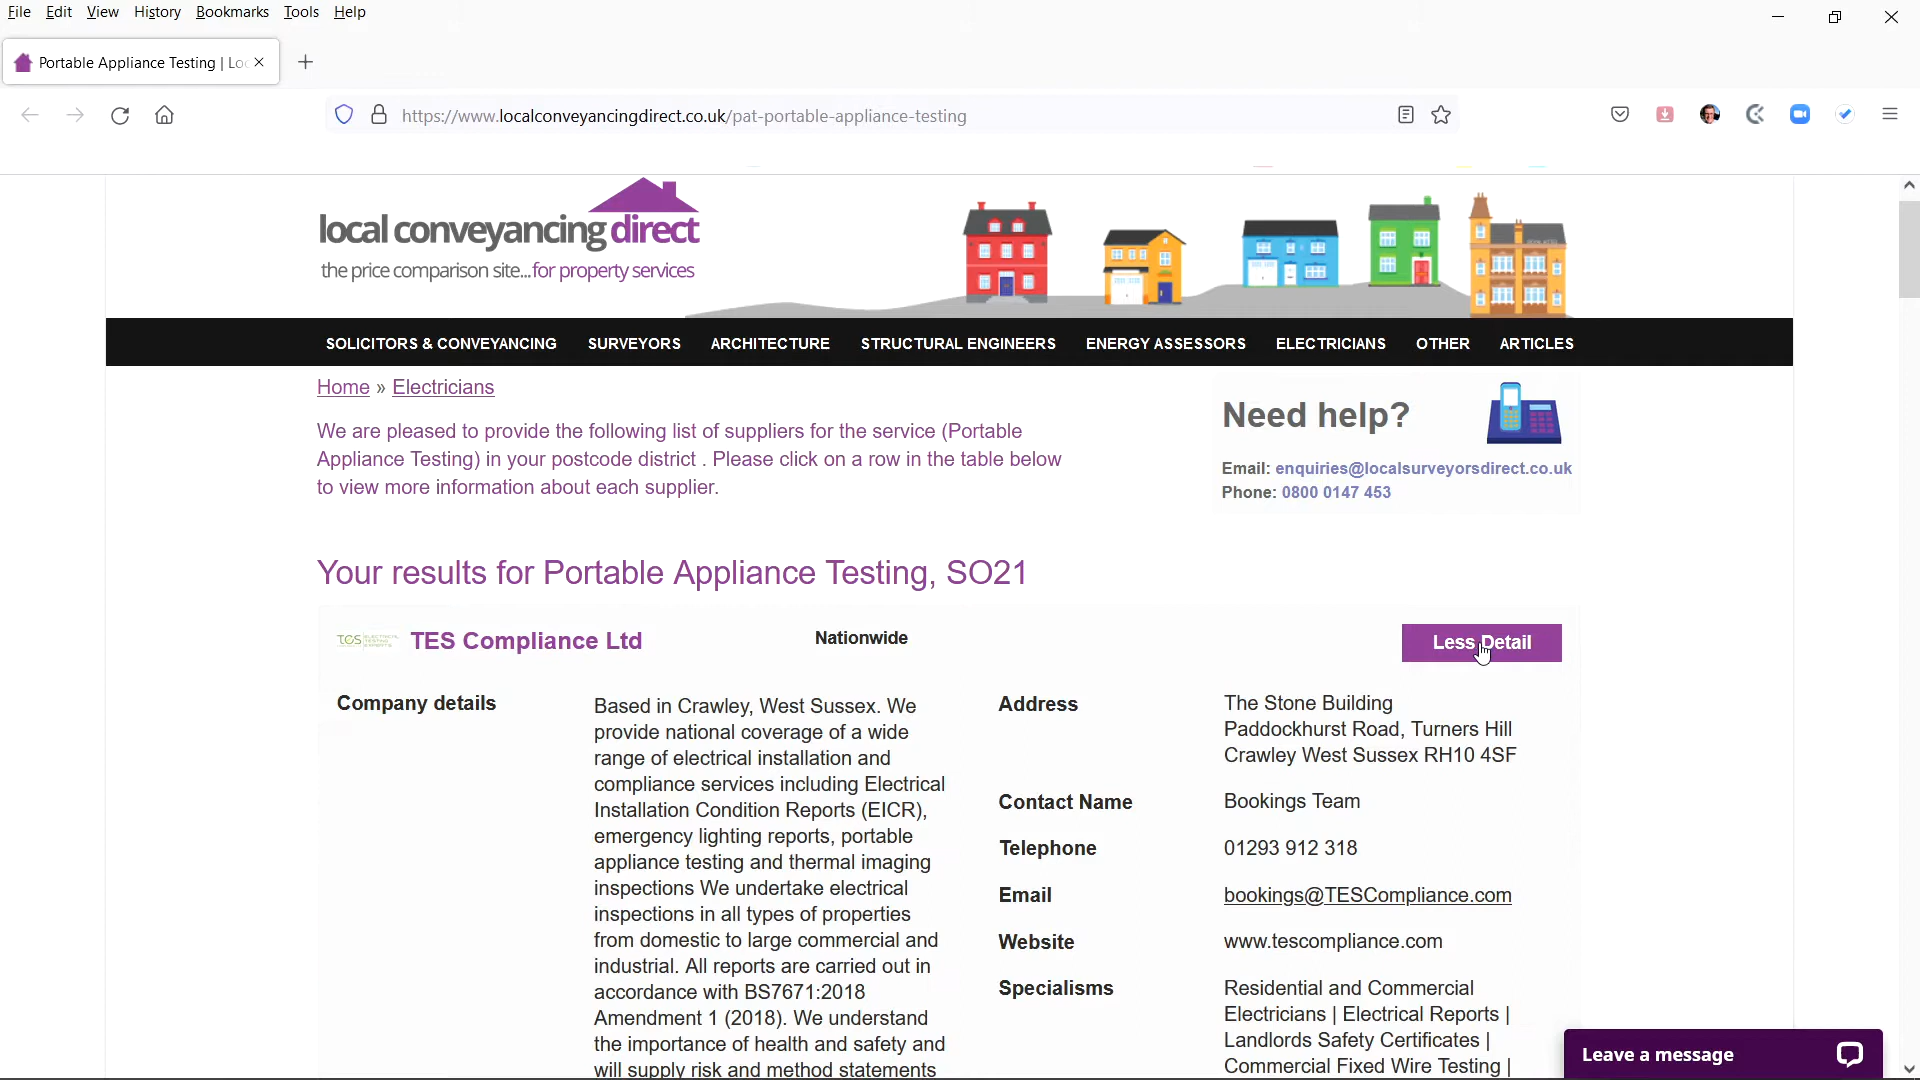 File Edit View History Bookmarks Tools Help
Portable Appliance Testing | Loc
https://www.localconveyancingdirect.co.uk/pat-portable-appliance-testing
local conveyancing direct
the price comparison site...for property services
SOLICITORS & CONVEYANCING SURVEYORS ARCHITECTURE STRUCTURAL ENGINEERS ENERGY ASSESSORS ELECTRICIANS OTHER ARTICLES
Home » Electricians
We are pleased to provide the following list of suppliers for the service (Portable
Appliance Testing) in your postcode district . Please click on a row in the table below
to view more information about each supplier.
Need help?
Email: enquiries@localsurveyorsdirect.co.uk
Phone: 0800 0147 453
Your results for Portable Appliance Testing, SO21
TES Compliance Ltd
Nationwide
Less Detail
Company details
Based in Crawley, West Sussex. We
provide national coverage of a wide
range of electrical installation and
compliance services including Electrical
Installation Condition Reports (EICR),
emergency lighting reports, portable
appliance testing and thermal imaging
inspections We undertake electrical
inspections in all types of properties
from domestic to large commercial and
industrial. All reports are carried out in
accordance with BS7671:2018
Amendment 1 (2018). We understand
the importance of health and safety and
will supply risk and method statements
Address
The Stone Building
Paddockhurst Road, Turners Hill
Crawley West Sussex RH10 4SF
Contact Name
Bookings Team
Telephone
01293 912 318
Email
bookings@TESCompliance.com
Website
www.tescompliance.com
Specialisms
Residential and Commercial
Electricians | Electrical Reports |
Landlords Safety Certificates |
Commercial Fixed Wire Testing |
Leave a message